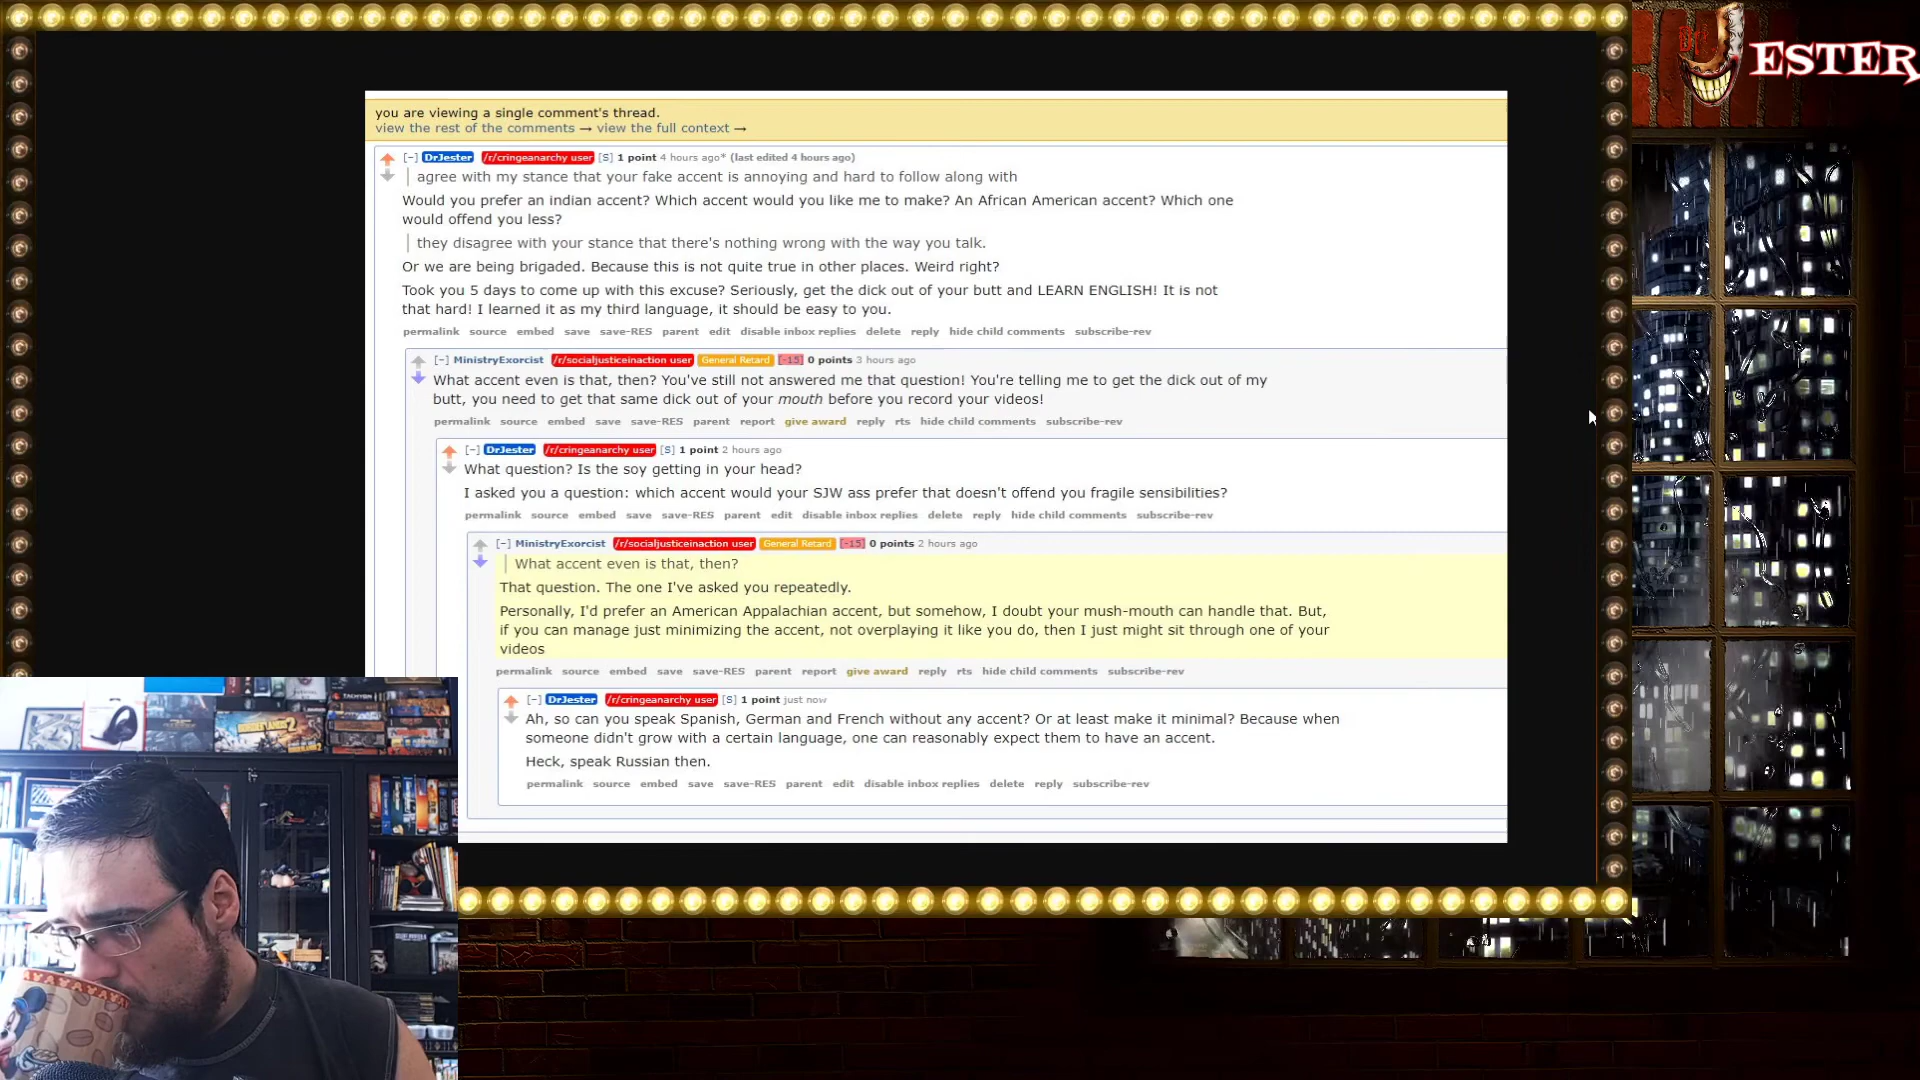 you are viewing a single comment's thread.
view the rest of the comments → view the full context →
[–] DrJester /r/cringeanarchy user [S] 1 point 4 hours ago* (last edited 4 hours ago)
agree with my stance that your fake accent is annoying and hard to follow along with
Would you prefer an indian accent? Which accent would you like me to make? An African American accent? Which one
would offend you less?
they disagree with your stance that there's nothing wrong with the way you talk.
Or we are being brigaded. Because this is not quite true in other places. Weird right?
Took you 5 days to come up with this excuse? Seriously, get the dick out of your butt and LEARN ENGLISH! It is not
that hard! I learned it as my third language, it should be easy to you.
permalink source embed save save-RES parent edit disable inbox replies delete reply hide child comments subscribe-rev
[–] MinistryExorcist /r/socialjusticeinaction user General Retard [-15] 0 points 3 hours ago
What accent even is that, then? You've still not answered me that question! You're telling me to get the dick out of my
butt, you need to get that same dick out of your mouth before you record your videos!
permalink source embed save save-RES parent report give award reply rts hide child comments subscribe-rev
[–] DrJester /r/cringeanarchy user [S] 1 point 2 hours ago
What question? Is the soy getting in your head?
I asked you a question: which accent would your SJW ass prefer that doesn't offend you fragile sensibilities?
permalink source embed save save-RES parent edit disable inbox replies delete reply hide child comments subscribe-rev
[–] MinistryExorcist /r/socialjusticeinaction user General Retard [-15] 0 points 2 hours ago
What accent even is that, then?
That question. The one I've asked you repeatedly.
Personally, I'd prefer an American Appalachian accent, but somehow, I doubt your mush-mouth can handle that. But,
if you can manage just minimizing the accent, not overplaying it like you do, then I just might sit through one of your
videos
permalink source embed save save-RES parent report give award reply rts hide child comments subscribe-rev
[–] DrJester /r/cringeanarchy user [S] 1 point just now
Ah, so can you speak Spanish, German and French without any accent? Or at least make it minimal? Because when
someone didn't grow with a certain language, one can reasonably expect them to have an accent.
Heck, speak Russian then.
permalink source embed save save-RES parent edit disable inbox replies delete reply hide child comments subscribe-rev
Dr JESTER
BORDERLANDS 2